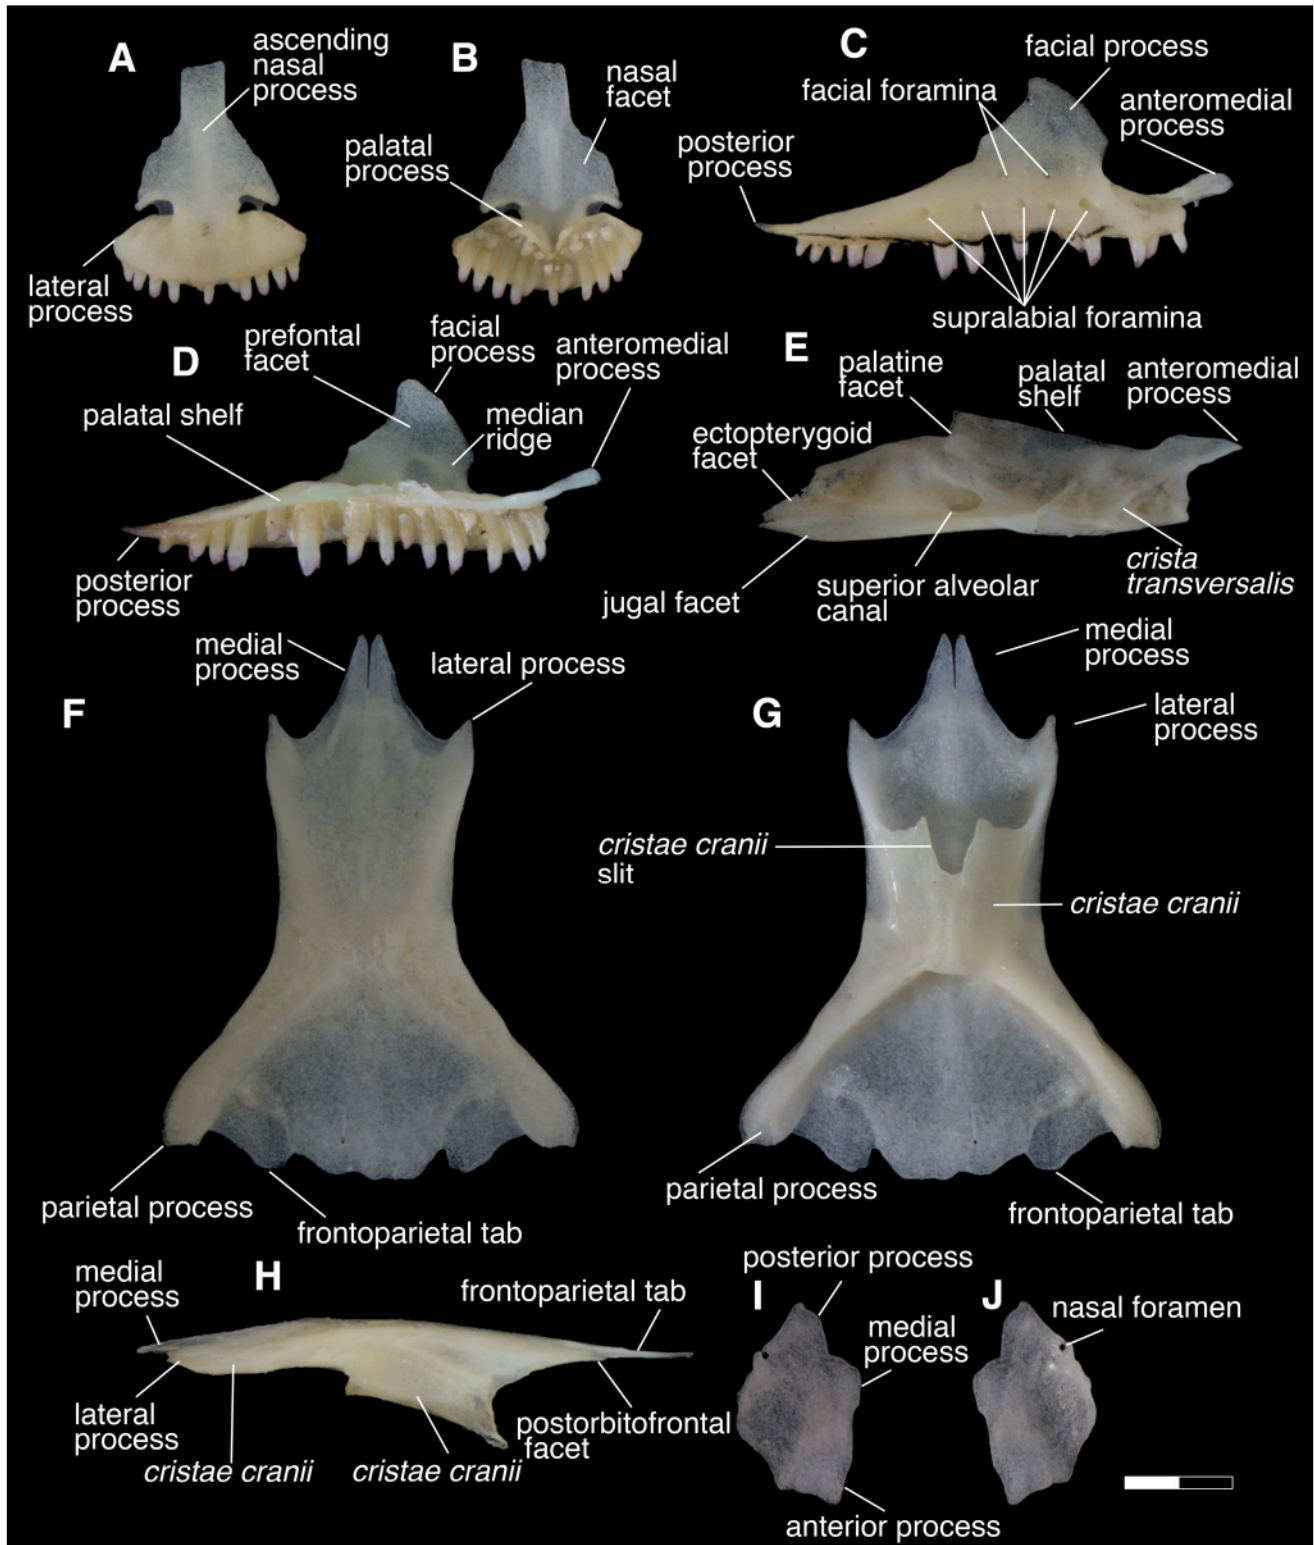 A
ascending
nasal
process
lateral
process
B
nasal
facet
palatal
process
C
facial process
facial foramina
anteromedial
process
posterior
process
supralabial foramina
D
prefontal
facet
facial
process
anteromedial
process
palatal shelf
median
ridge
posterior
process
E
palatine
facet
palatal
shelf
anteromedial
process
ectopterygoid
facet
jugal facet
superior alveolar
canal
crista
transversalis
F
medial
process
lateral process
parietal process
frontoparietal tab
G
medial
process
lateral
process
cristae cranii
slit
cristae cranii
parietal process
frontoparietal tab
H
medial
process
frontoparietal tab
lateral
process
cristae cranii
cristae cranii
postorbitofrontal
facet
I
posterior process
medial
process
anterior process
J
nasal foramen